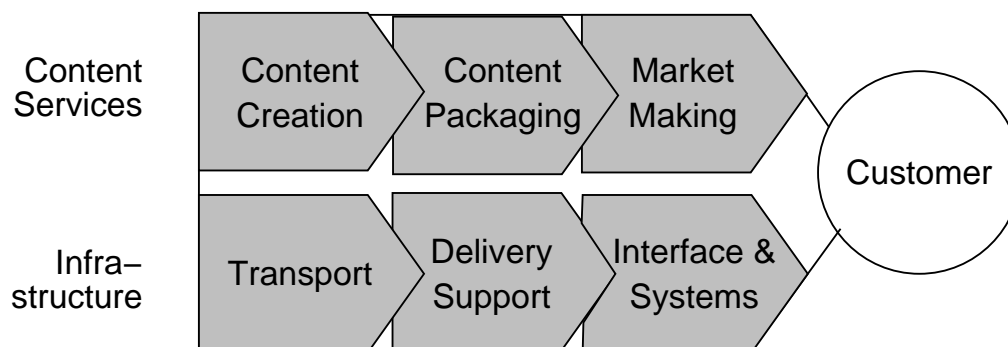 Content
Services
Content
Creation
Content
Packaging
Market
Making
Customer
Infra–
structure
Transport
Delivery
Support
Interface &
Systems